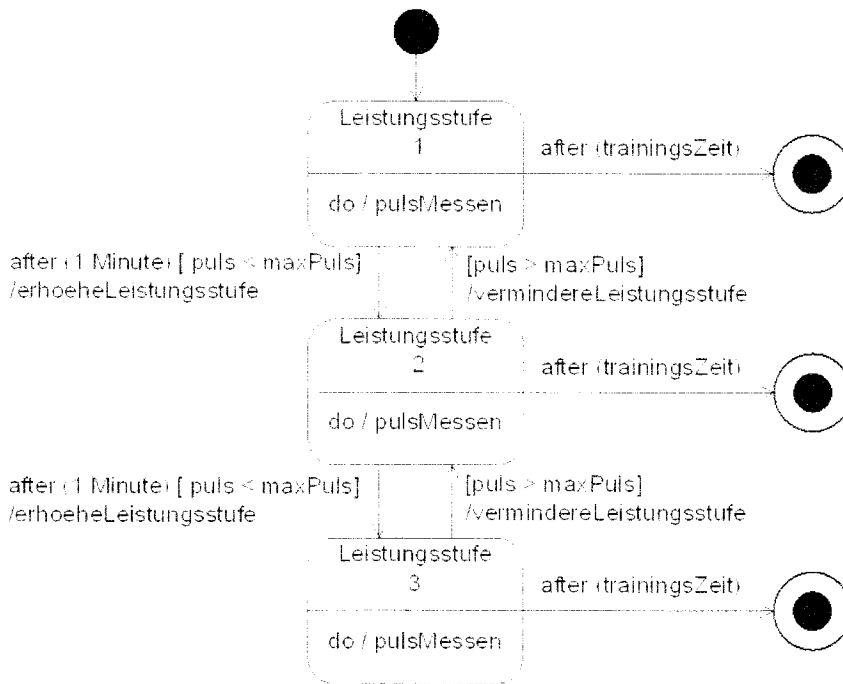 Leistungsstufe
1
after (trainingsZeit)
do / pulsMessen
after (1 Minute) [ puls < maxPuls]
/erhoeheLeistungsstufe
[puls > maxPuls]
/vermindereLeistungsstufe
Leistungsstufe
2
after (trainingsZeit)
do / pulsMessen
after (1 Minute) [ puls < maxPuls]
/erhoeheLeistungsstufe
[puls > maxPuls]
/vermindereLeistungsstufe
Leistungsstufe
3
after (trainingsZeit)
do / pulsMessen